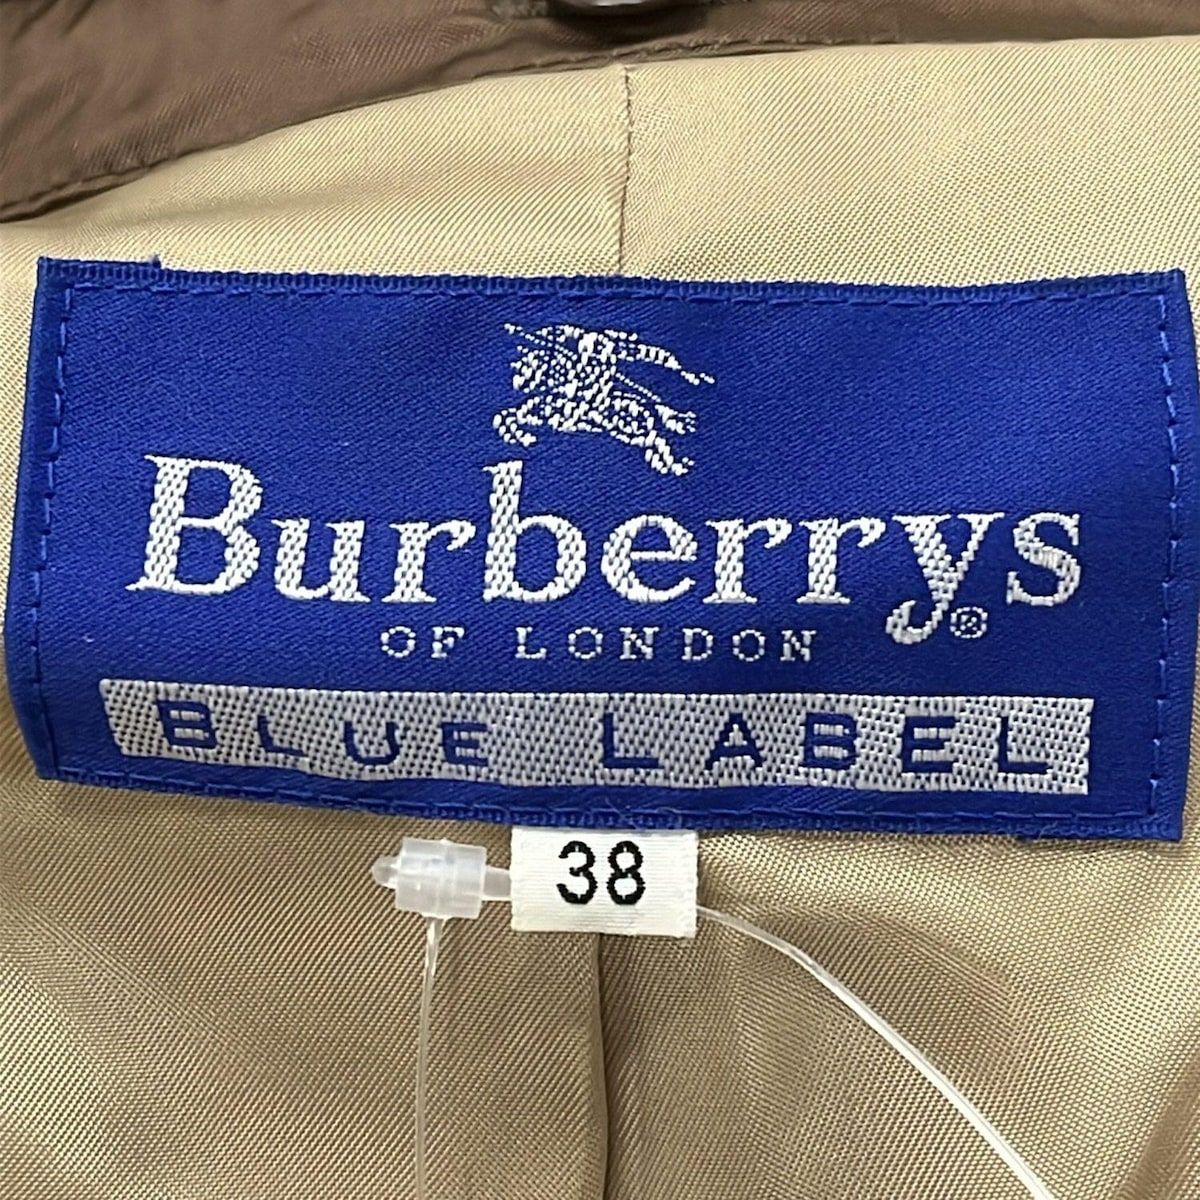 Burberrys®
OF LONDON
BLUE LABEL
38